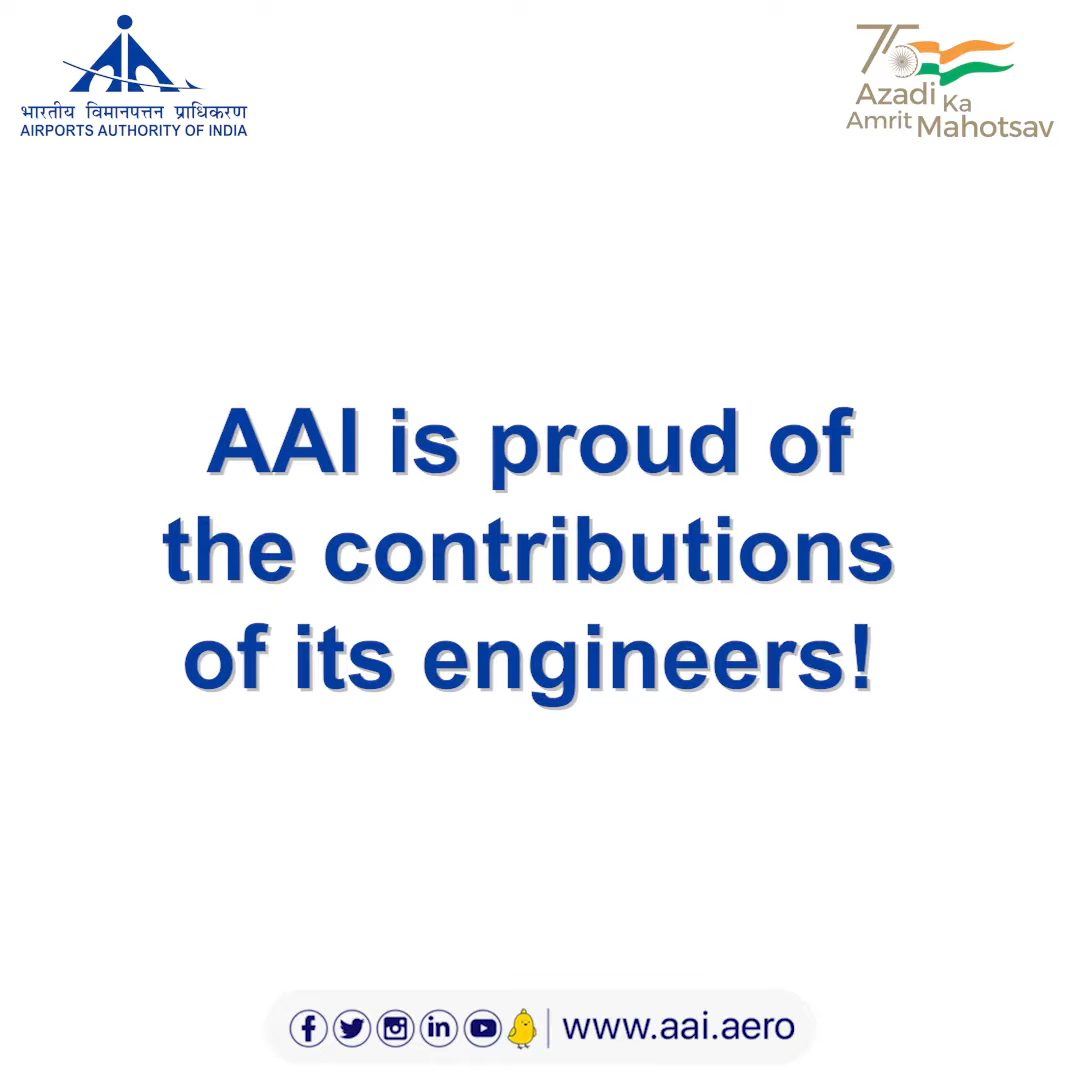 भारतीय विमानपत्तन प्राधिकरण
AIRPORTS AUTHORITY OF INDIA
75
Azadi Ka
Amrit Mahotsav
AAI is proud of
the contributions
of its engineers!
www.aai.aero